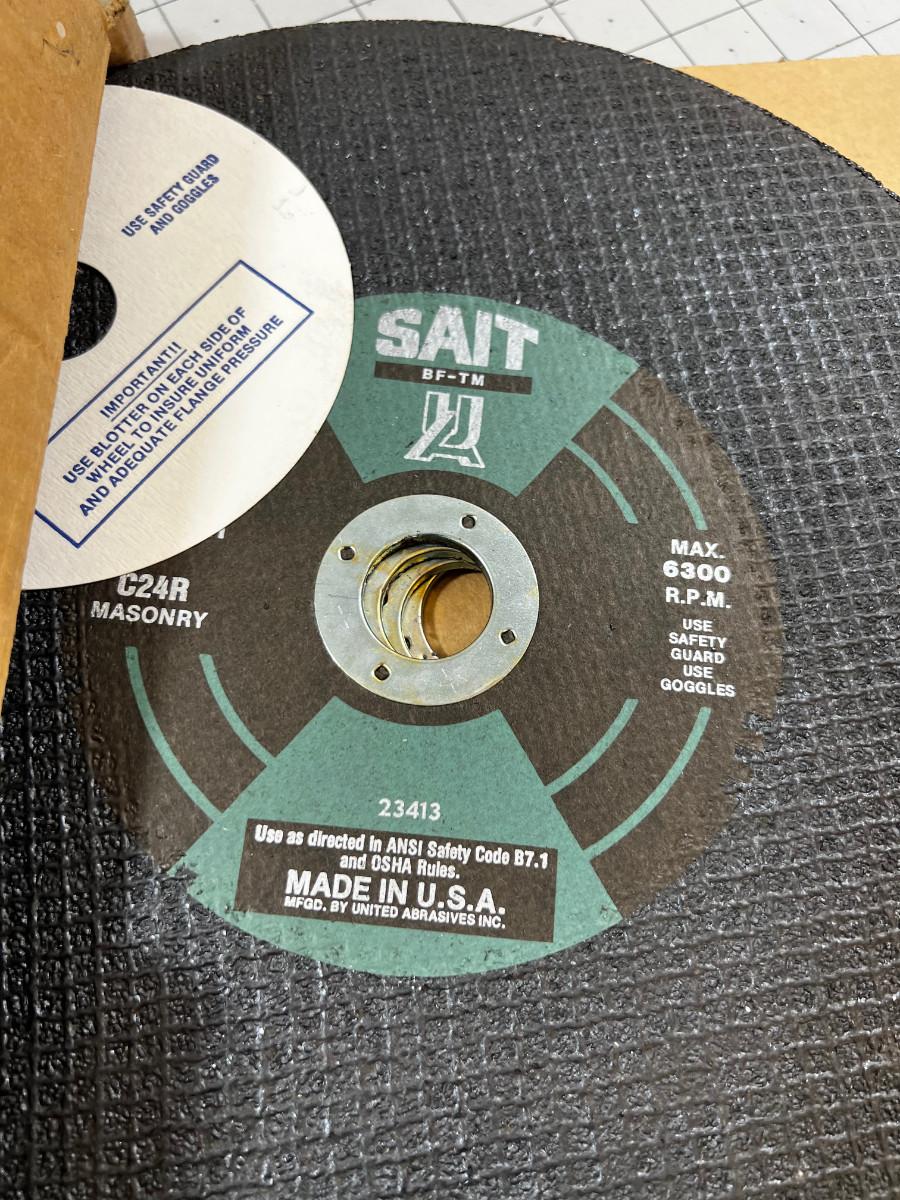 USE SAFETY GUARD
AND GOGGLES
IMPORTANT!!
USE BLOTTER ON EACH SIDE OF
WHEEL TO INSURE UNIFORM
AND ADEQUATE FLANGE PRESSURE
SAIT
BF-TM
UA
C24R
MASONRY
MAX.
6300
R.P.M.
USE
SAFETY
GUARD
USE
GOGGLES
23413
Use as directed in ANSI Safety Code B7.1
and OSHA Rules.
MADE IN U.S.A.
MFGD. BY UNITED ABRASIVES INC.